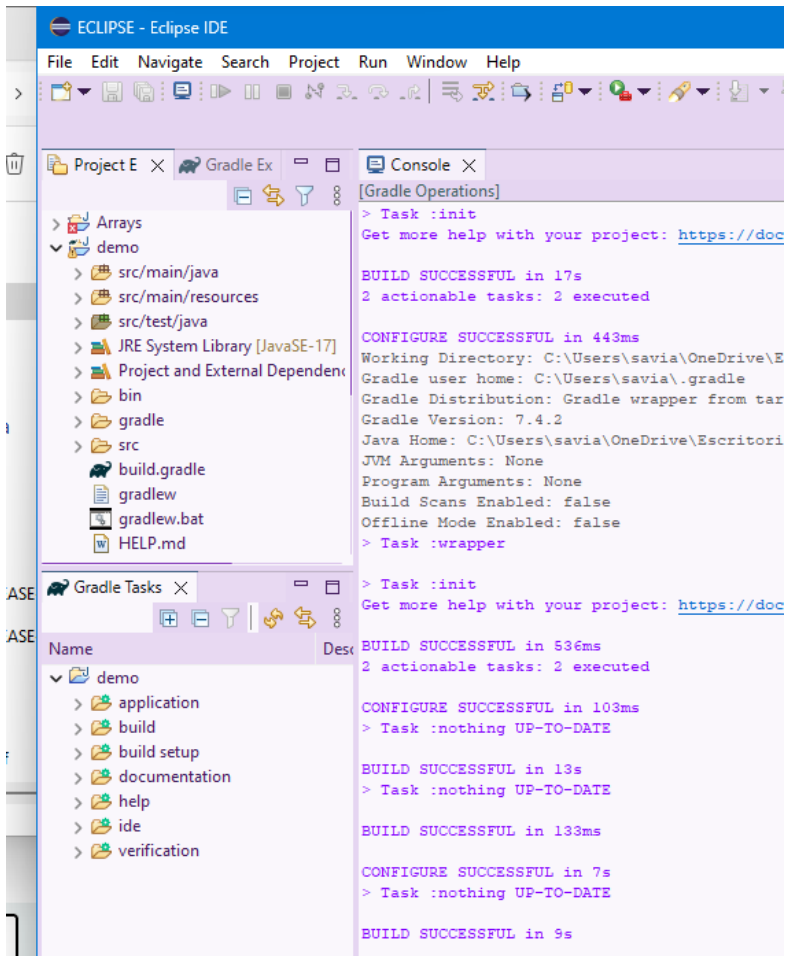 ECLIPSE - Eclipse IDE
File Edit Navigate Search Project Run Window Help
Project E
Gradle Ex
Arrays
demo
src/main/java
src/main/resources
src/test/java
JRE System Library [JavaSE-17]
Project and External Dependen
bin
gradle
src
build.gradle
gradlew
gradlew.bat
HELP.md
Gradle Tasks
Name Desc
demo
application
build
build setup
documentation
help
ide
verification
Console
[Gradle Operations]
> Task :init
Get more help with your project: https://doc
BUILD SUCCESSFUL in 17s
2 actionable tasks: 2 executed
CONFIGURE SUCCESSFUL in 443ms
Working Directory: C:\Users\savia\OneDrive\E
Gradle user home: C:\Users\savia\.gradle
Gradle Distribution: Gradle wrapper from tar
Gradle Version: 7.4.2
Java Home: C:\Users\savia\OneDrive\Escritori
JVM Arguments: None
Program Arguments: None
Build Scans Enabled: false
Offline Mode Enabled: false
> Task :wrapper
> Task :init
Get more help with your project: https://doc
BUILD SUCCESSFUL in 536ms
2 actionable tasks: 2 executed
CONFIGURE SUCCESSFUL in 103ms
> Task :nothing UP-TO-DATE
BUILD SUCCESSFUL in 13s
> Task :nothing UP-TO-DATE
BUILD SUCCESSFUL in 133ms
CONFIGURE SUCCESSFUL in 7s
> Task :nothing UP-TO-DATE
BUILD SUCCESSFUL in 9s